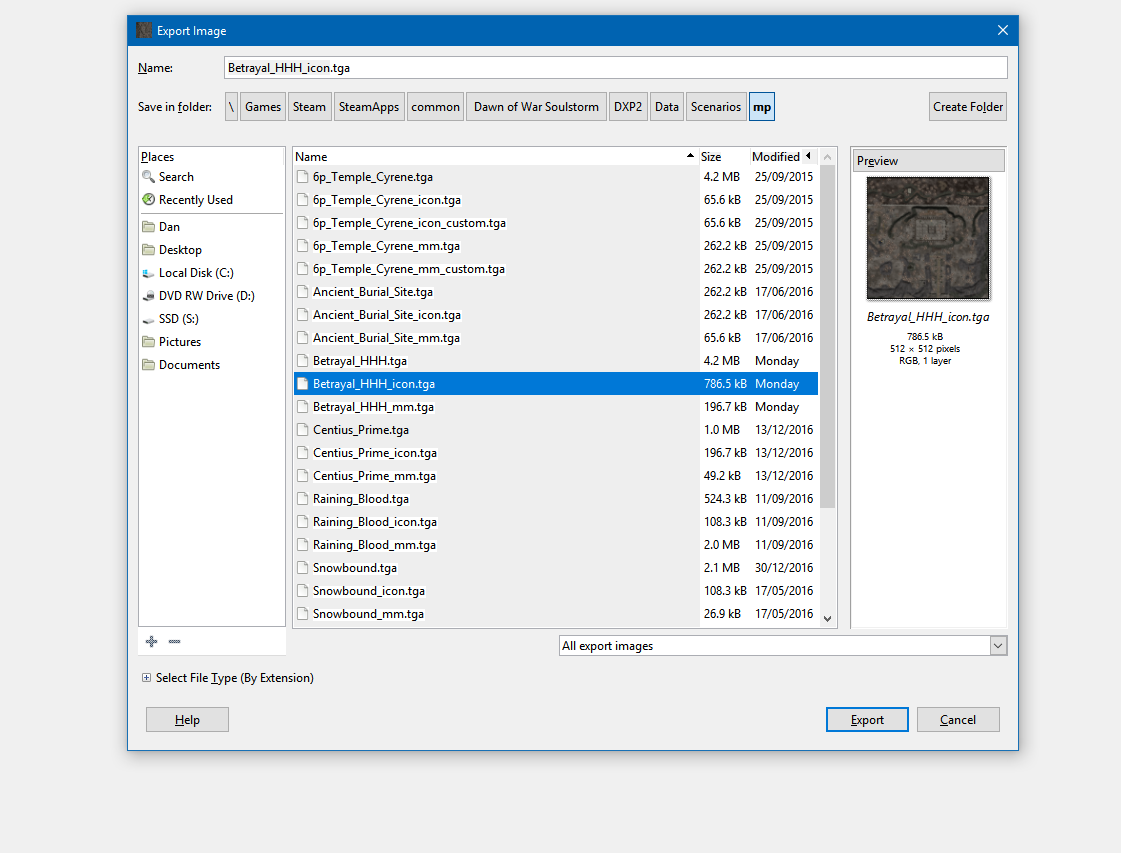 Export Image
Name: Betrayal_HHH_icon.tga
Save in folder: \ Games Steam SteamApps common Dawn of War Soulstorm DXP2 Data Scenarios mp Create Folder
Places
Search
Recently Used
Dan
Desktop
Local Disk (C:)
DVD RW Drive (D:)
SSD (S:)
Pictures
Documents
Name Size Modified
6p_Temple_Cyrene.tga 4.2 MB 25/09/2015
6p_Temple_Cyrene_icon.tga 65.6 kB 25/09/2015
6p_Temple_Cyrene_icon_custom.tga 65.6 kB 25/09/2015
6p_Temple_Cyrene_mm.tga 262.2 kB 25/09/2015
6p_Temple_Cyrene_mm_custom.tga 262.2 kB 25/09/2015
Ancient_Burial_Site.tga 262.2 kB 17/06/2016
Ancient_Burial_Site_icon.tga 262.2 kB 17/06/2016
Ancient_Burial_Site_mm.tga 65.6 kB 17/06/2016
Betrayal_HHH.tga 4.2 MB Monday
Betrayal_HHH_icon.tga 786.5 kB Monday
Betrayal_HHH_mm.tga 196.7 kB Monday
Centius_Prime.tga 1.0 MB 13/12/2016
Centius_Prime_icon.tga 196.7 kB 13/12/2016
Centius_Prime_mm.tga 49.2 kB 13/12/2016
Raining_Blood.tga 524.3 kB 11/09/2016
Raining_Blood_icon.tga 108.3 kB 11/09/2016
Raining_Blood_mm.tga 2.0 MB 11/09/2016
Snowbound.tga 2.1 MB 30/12/2016
Snowbound_icon.tga 108.3 kB 17/05/2016
Snowbound_mm.tga 26.9 kB 17/05/2016
Preview
Betrayal_HHH_icon.tga
786.5 kB
512 × 512 pixels
RGB, 1 layer
All export images
Select File Type (By Extension)
Help Export Cancel